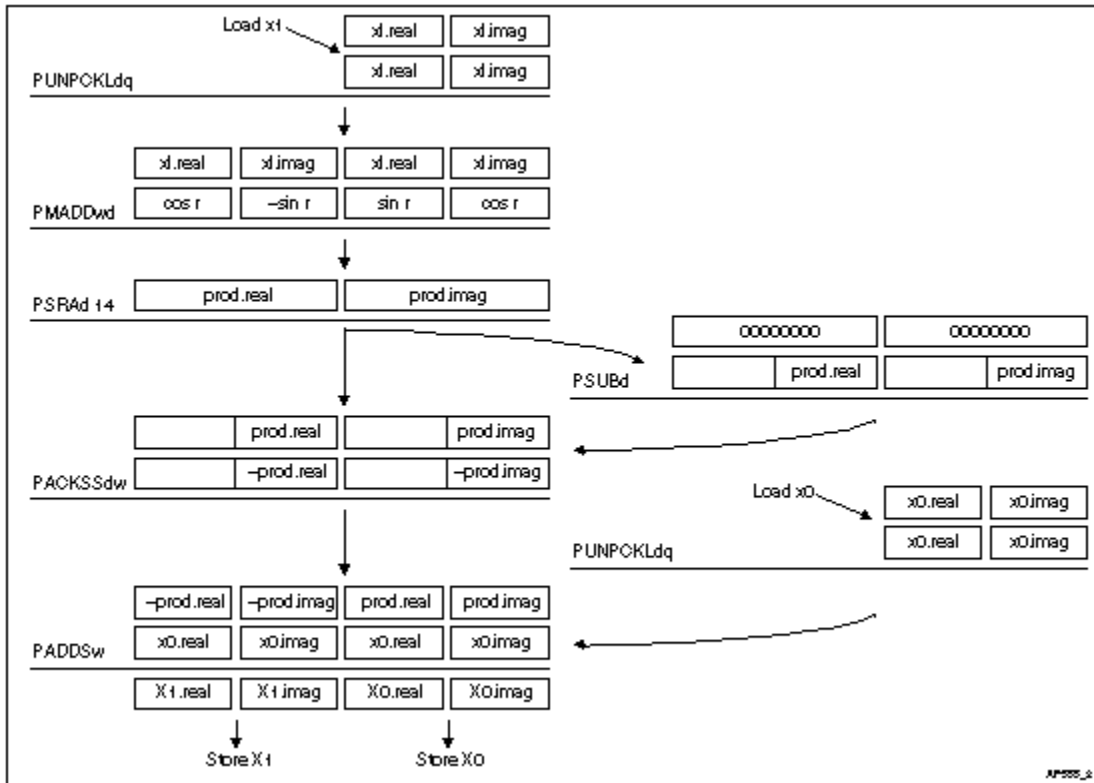 Load x1
x1.real x1.imag
x1.real x1.imag
PUNPCKLdq
x1.real x1.imag x1.real x1.imag
cos r –sin r sin r cos r
PMADDwd
prod.real prod.imag
PSRAd 14
00000000 00000000
prod.real prod.imag
PSUBd
prod.real prod.imag
–prod.real –prod.imag
PACKSSdw
Load x0
x0.real x0.imag
x0.real x0.imag
PUNPCKLdq
–prod.real –prod.imag prod.real prod.imag
x0.real x0.imag x0.real x0.imag
PADDSw
X1.real X1.imag X0.real X0.imag
Store X1 Store X0